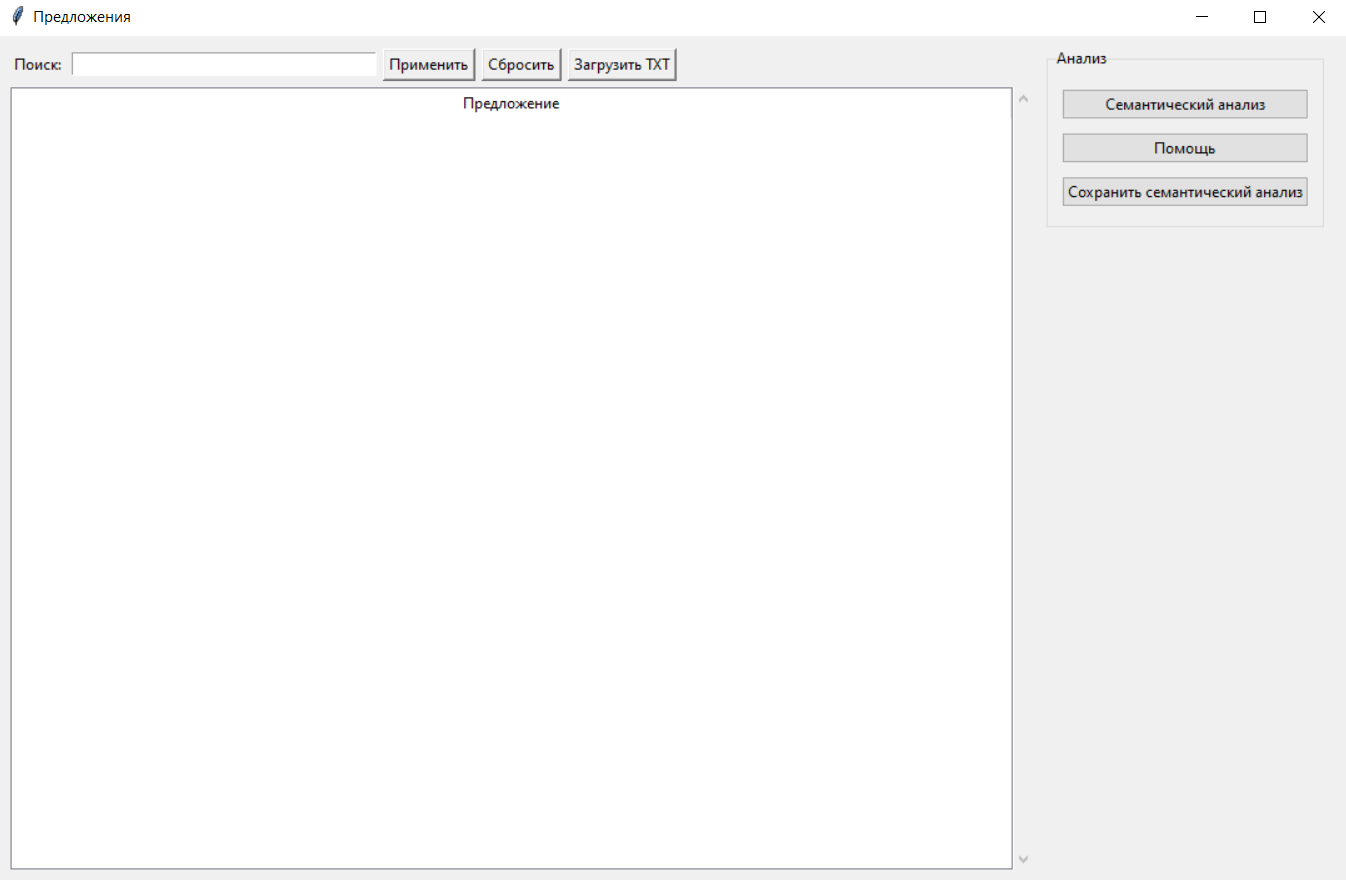 Предложения
Поиск: Применить Сбросить Загрузить TXT
Предложение
Анализ
Семантический анализ
Помощь
Сохранить семантический анализ